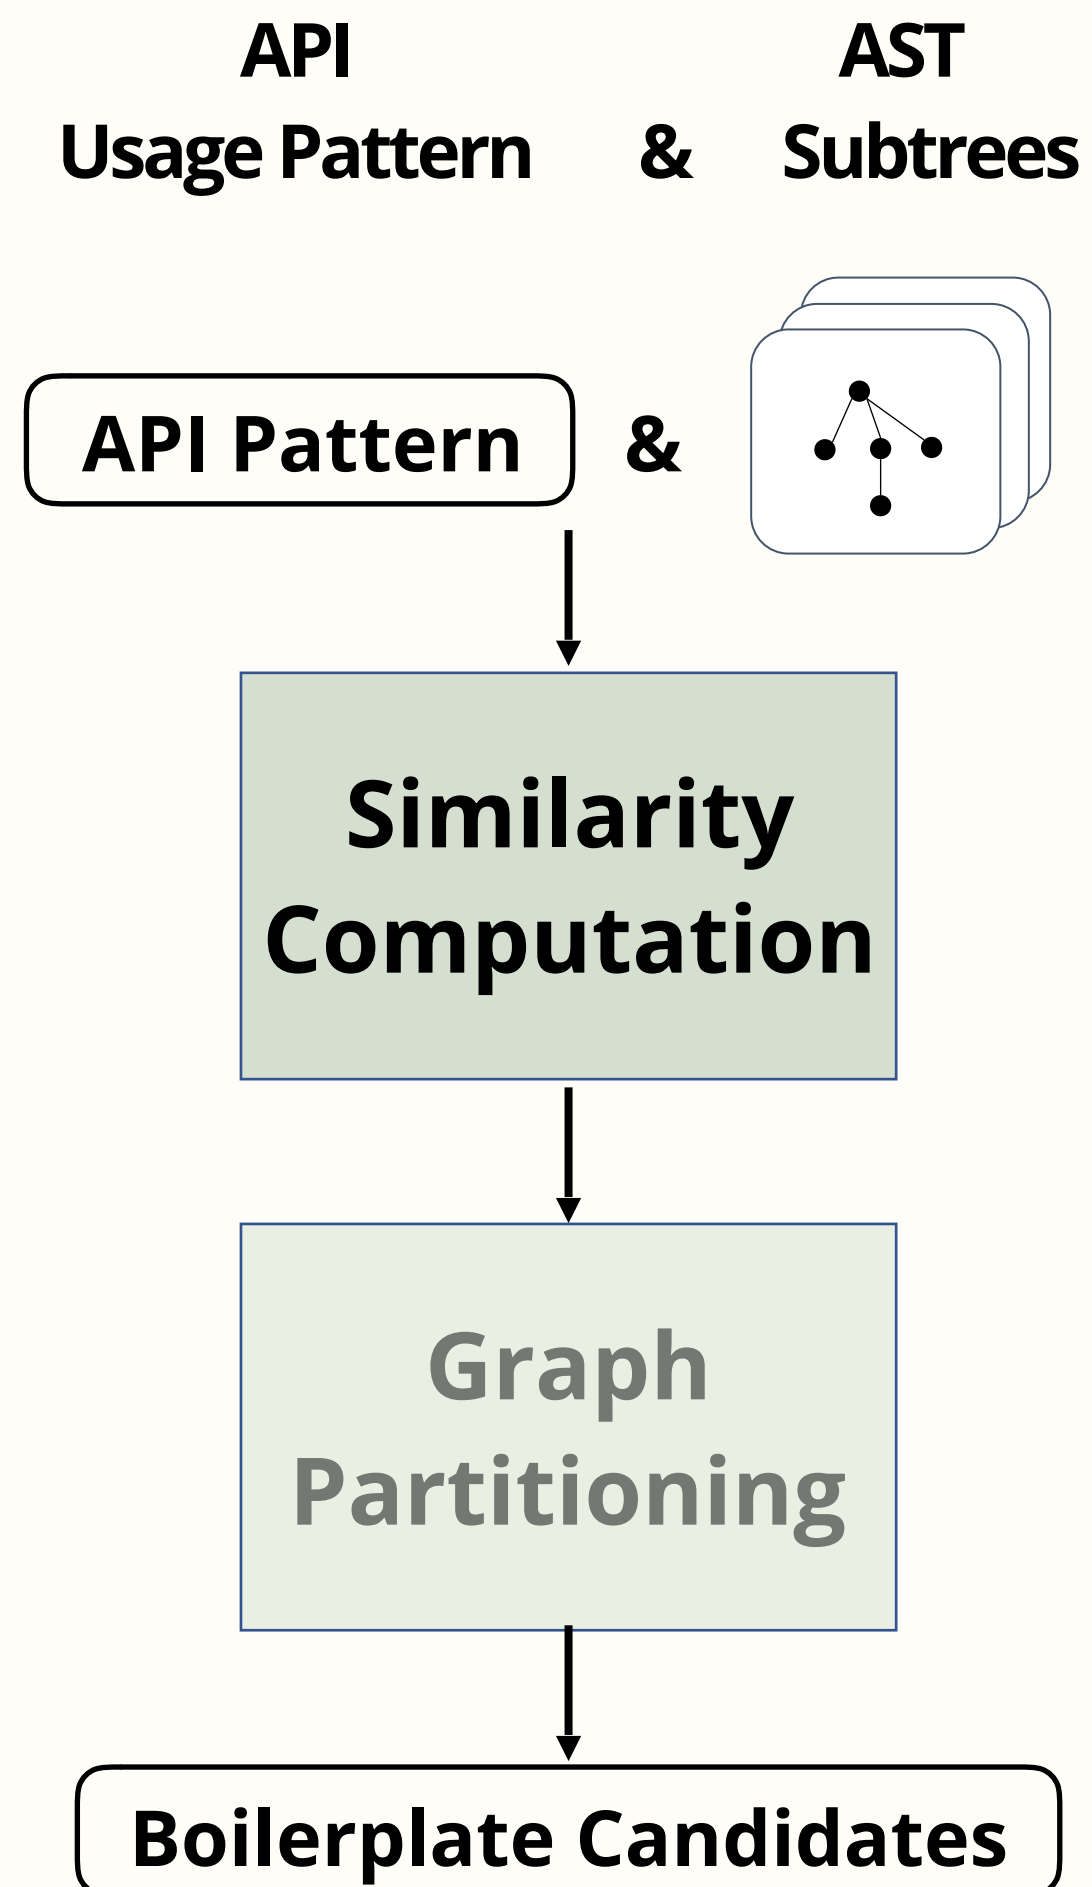 API
Usage Pattern & AST
Subtrees
API Pattern &
Similarity
Computation
Graph
Partitioning
Boilerplate Candidates